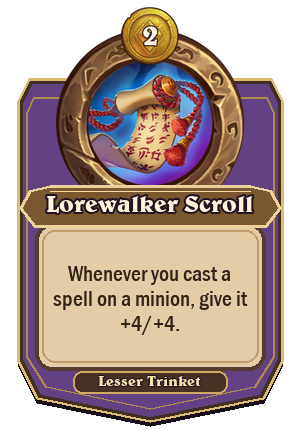 2
Lorewalker Scroll
Whenever you cast a
spell on a minion, give it
+4/+4.
Lesser Trinket